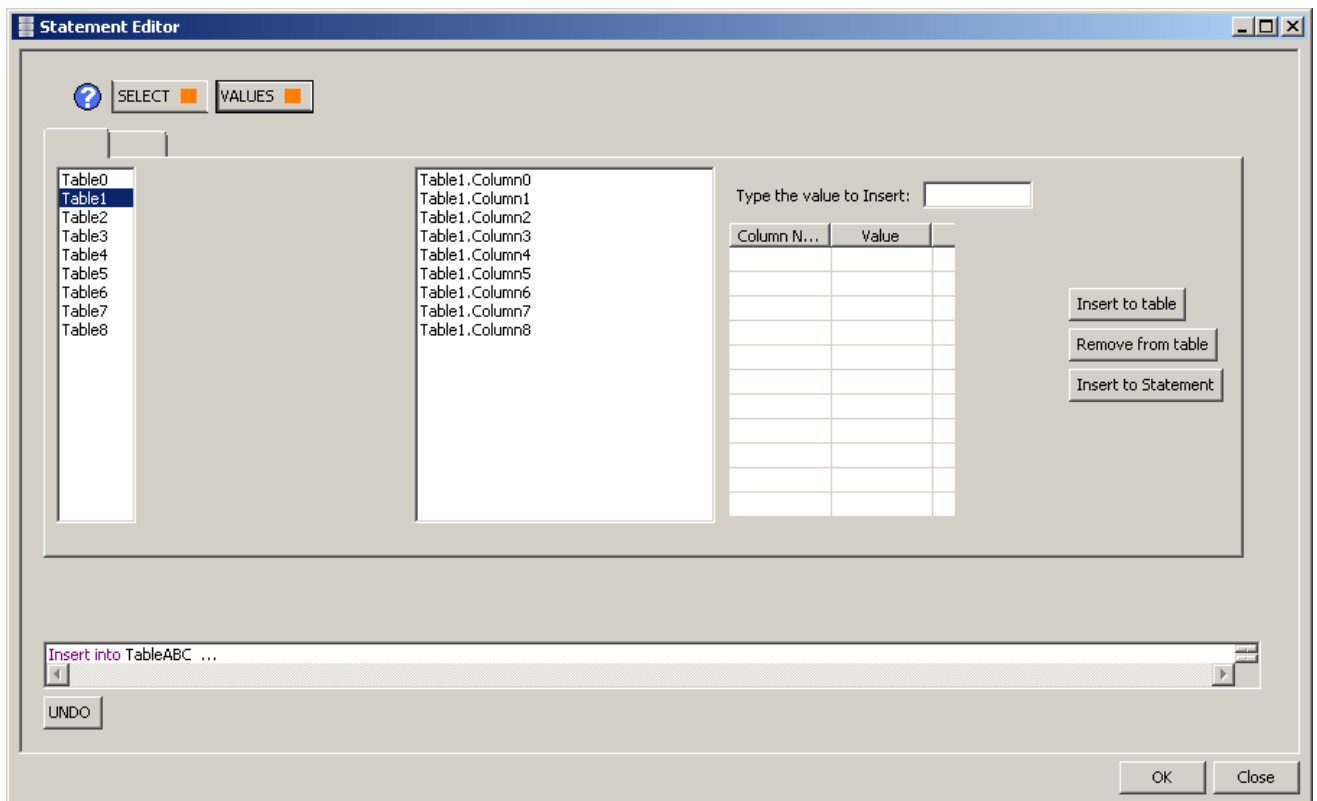 Statement Editor
SELECT VALUES
Table0
Table1
Table2
Table3
Table4
Table5
Table6
Table7
Table8
Table1.Column0
Table1.Column1
Table1.Column2
Table1.Column3
Table1.Column4
Table1.Column5
Table1.Column6
Table1.Column7
Table1.Column8
Type the value to Insert:
Column N... Value
Insert to table
Remove from table
Insert to Statement
Insert into TableABC ...
UNDO
OK Close